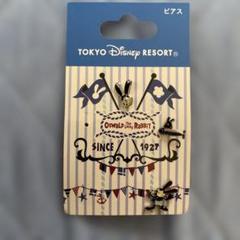 ピアス
TOKYO Disney RESORT®
OSWALD THE LUCKY RABBIT
SINCE 1927